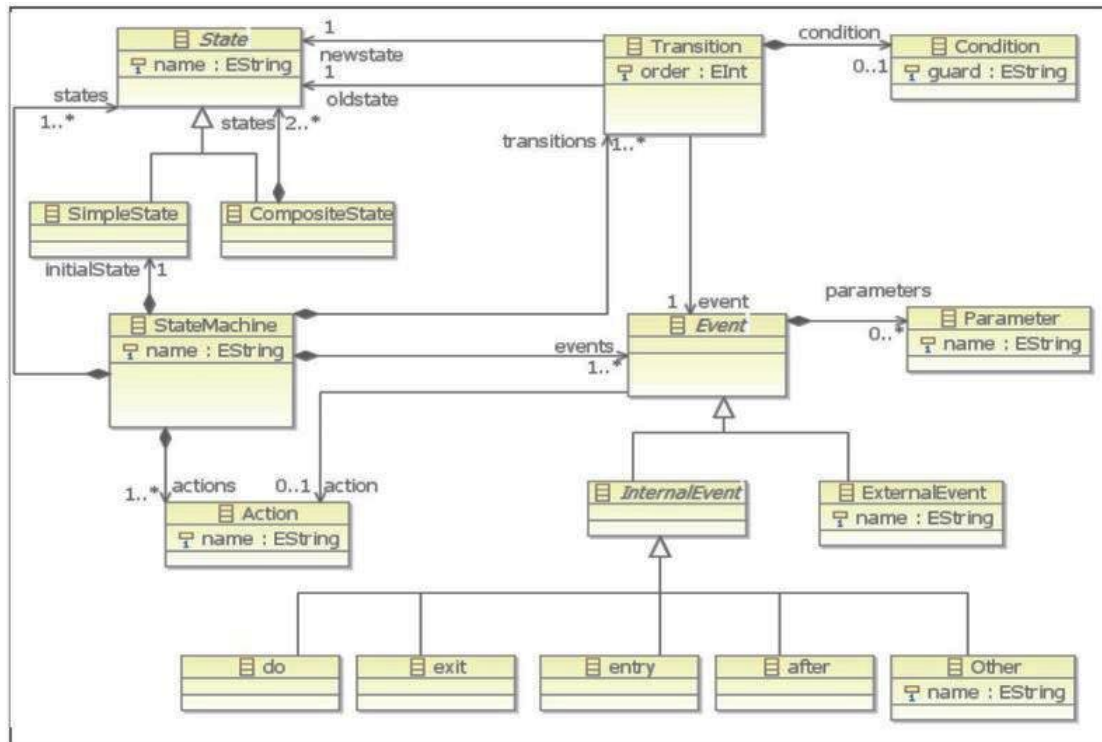 State
name : EString
1
newstate
1
oldstate
Transition
order : EInt
condition
0..1
Condition
guard : EString
states
1..*
states
2..*
transitions
1..*
SimpleState
CompositeState
initialState
1
StateMachine
name : EString
events
1..*
1
event
Event
parameters
0..*
Parameter
name : EString
1..*
actions
0..1
action
Action
name : EString
InternalEvent
ExternalEvent
name : EString
do
exit
entry
after
Other
name : EString